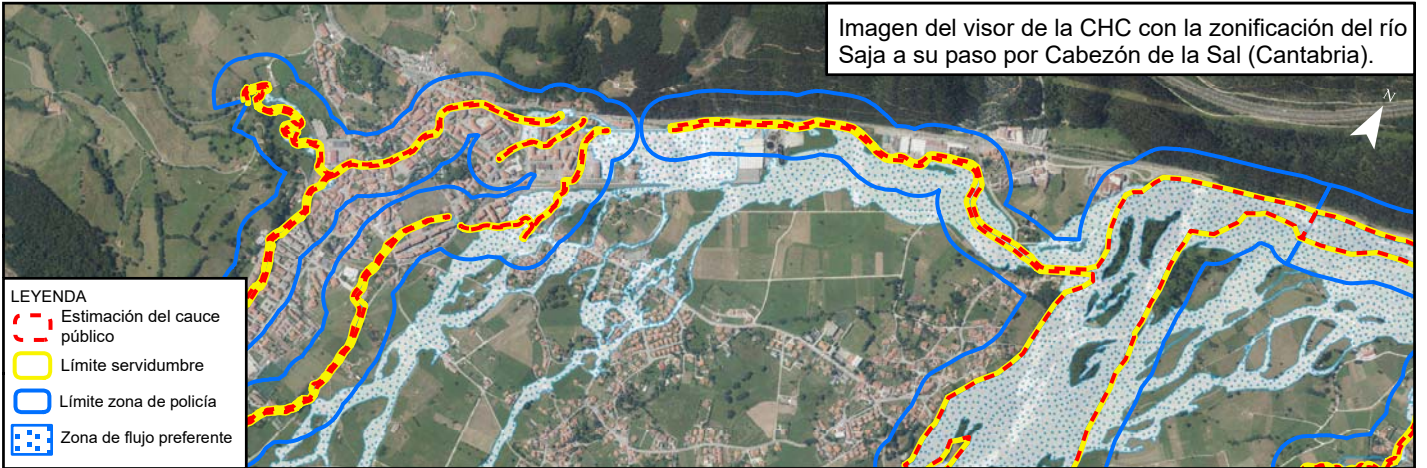 Imagen del visor de la CHC con la zonificación del río
Saja a su paso por Cabezón de la Sal (Cantabria).
N
LEYENDA
Estimación del cauce
público
Límite servidumbre
Límite zona de policía
Zona de flujo preferente